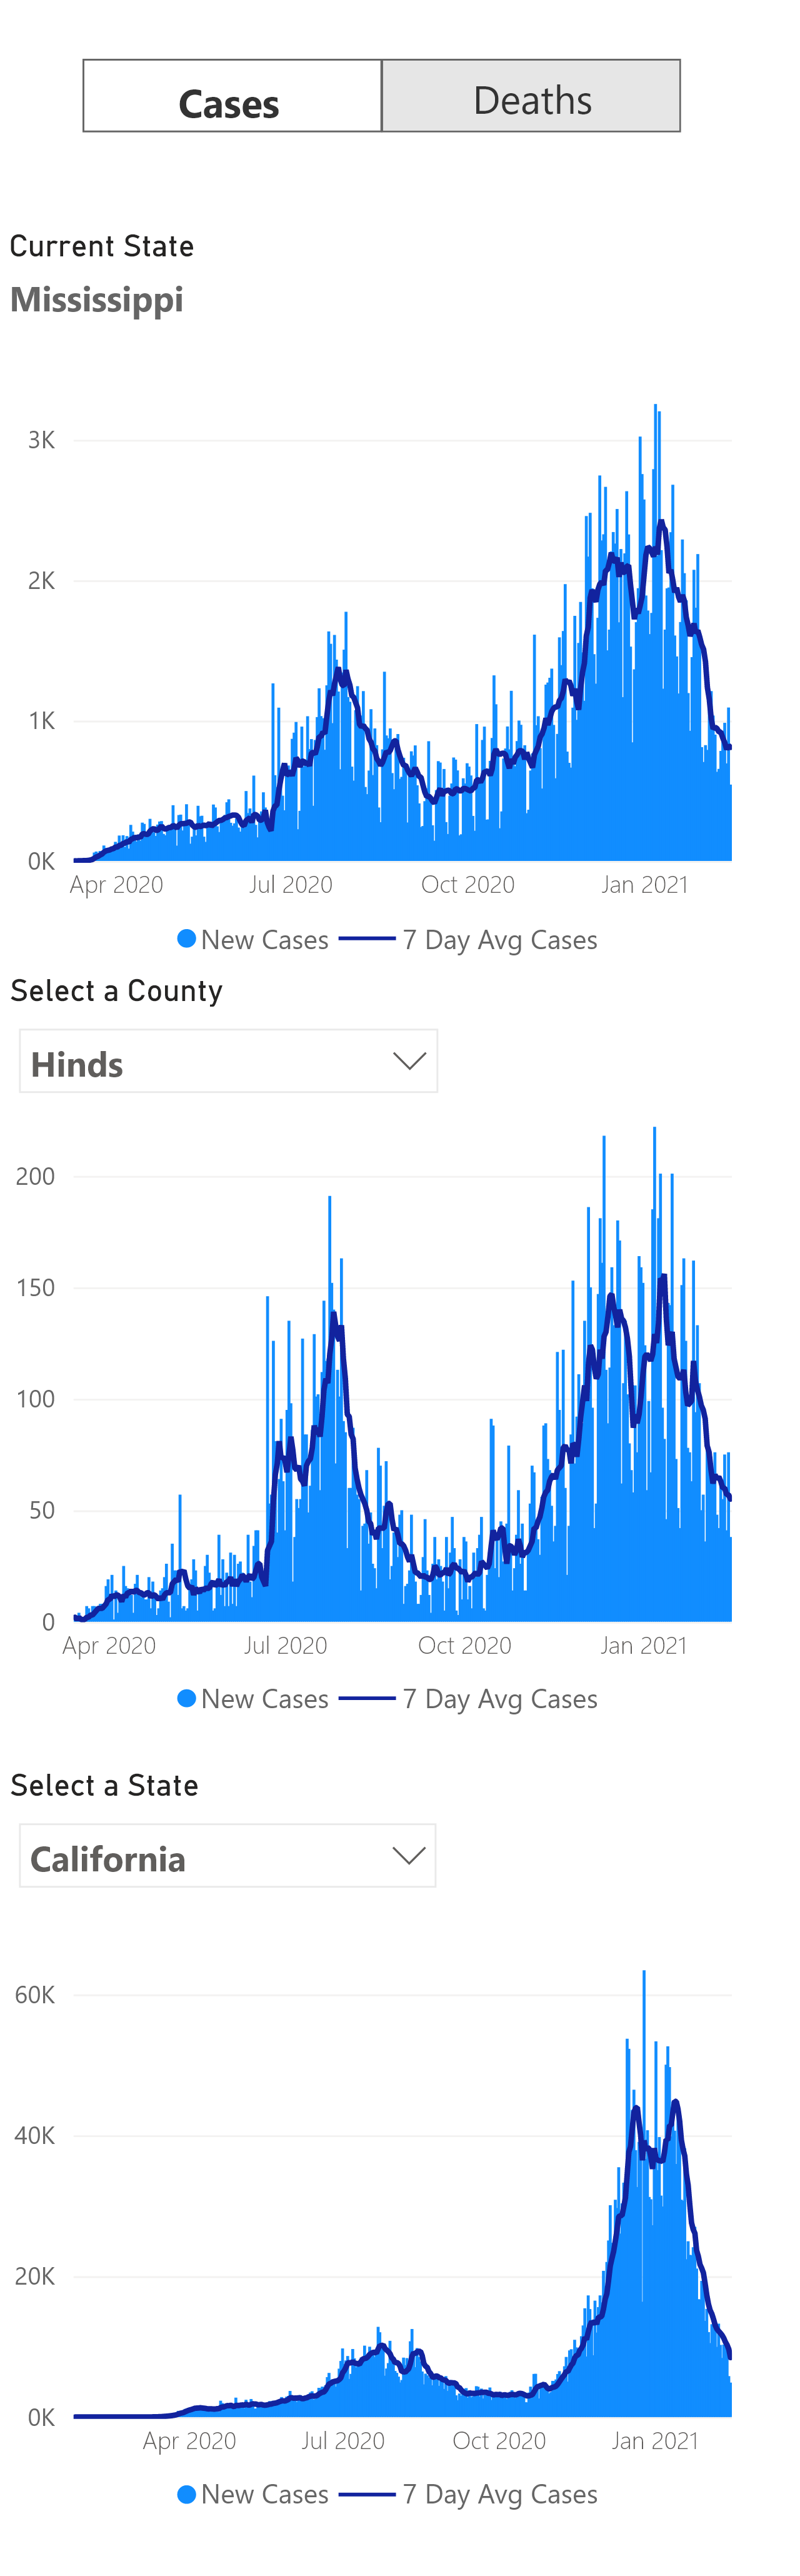 Cases Deaths
Current State
Mississippi
3K
2K
1K
0K
Apr 2020 Jul 2020 Oct 2020 Jan 2021
New Cases 7 Day Avg Cases
Select a County
Hinds
200
150
100
50
0
Apr 2020 Jul 2020 Oct 2020 Jan 2021
New Cases 7 Day Avg Cases
Select a State
California
60K
40K
20K
0K
Apr 2020 Jul 2020 Oct 2020 Jan 2021
New Cases 7 Day Avg Cases